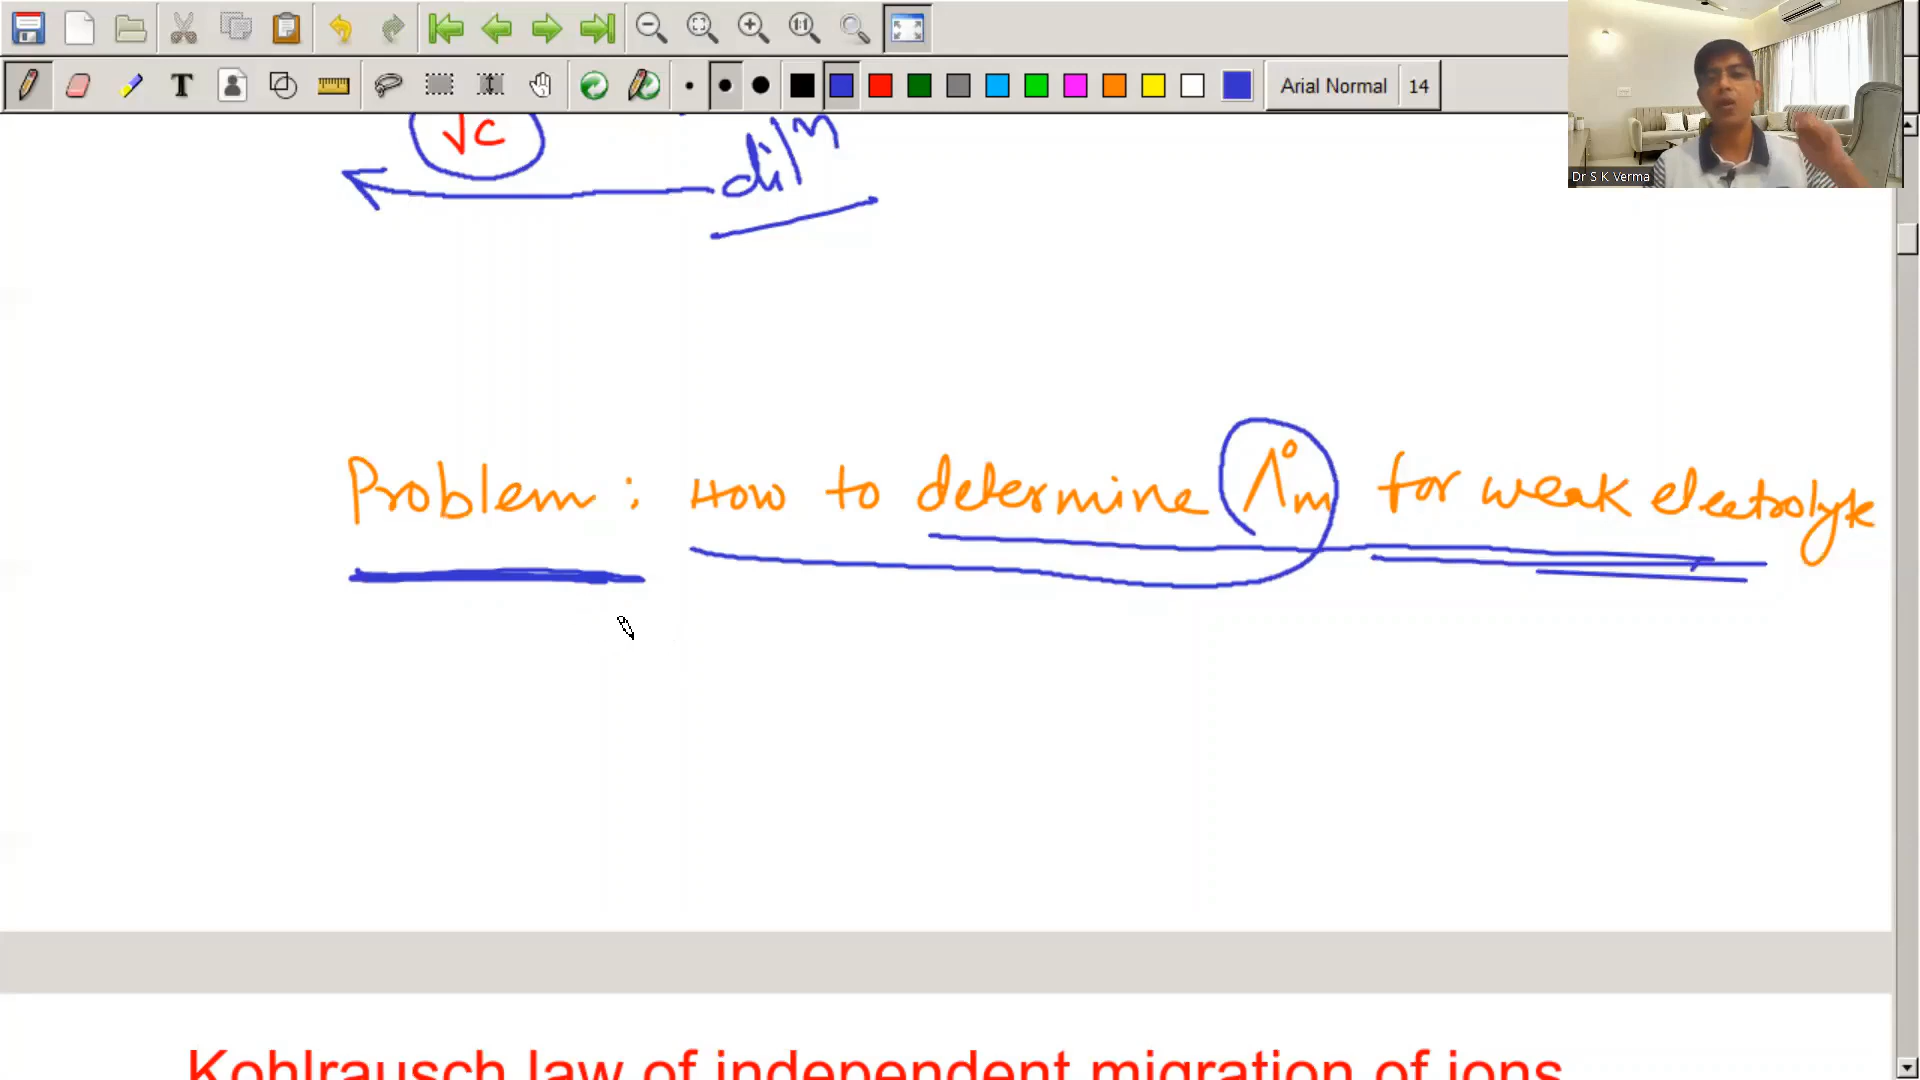 Arial Normal 14
Dr S K Verma
√c
dil^n
Problem : How to determine Λ°m for weak electrolyte
Kohlrausch law of independent migration of ions